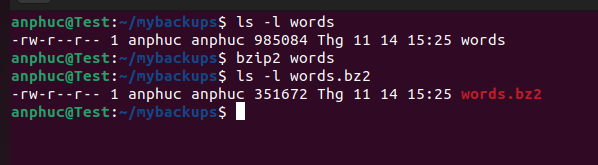 anphuc@Test:~/mybackups$ ls -l words
-rw-r--r-- 1 anphuc anphuc 985084 Thg 11 14 15:25 words
anphuc@Test:~/mybackups$ bzip2 words
anphuc@Test:~/mybackups$ ls -l words.bz2
-rw-r--r-- 1 anphuc anphuc 351672 Thg 11 14 15:25 words.bz2
anphuc@Test:~/mybackups$